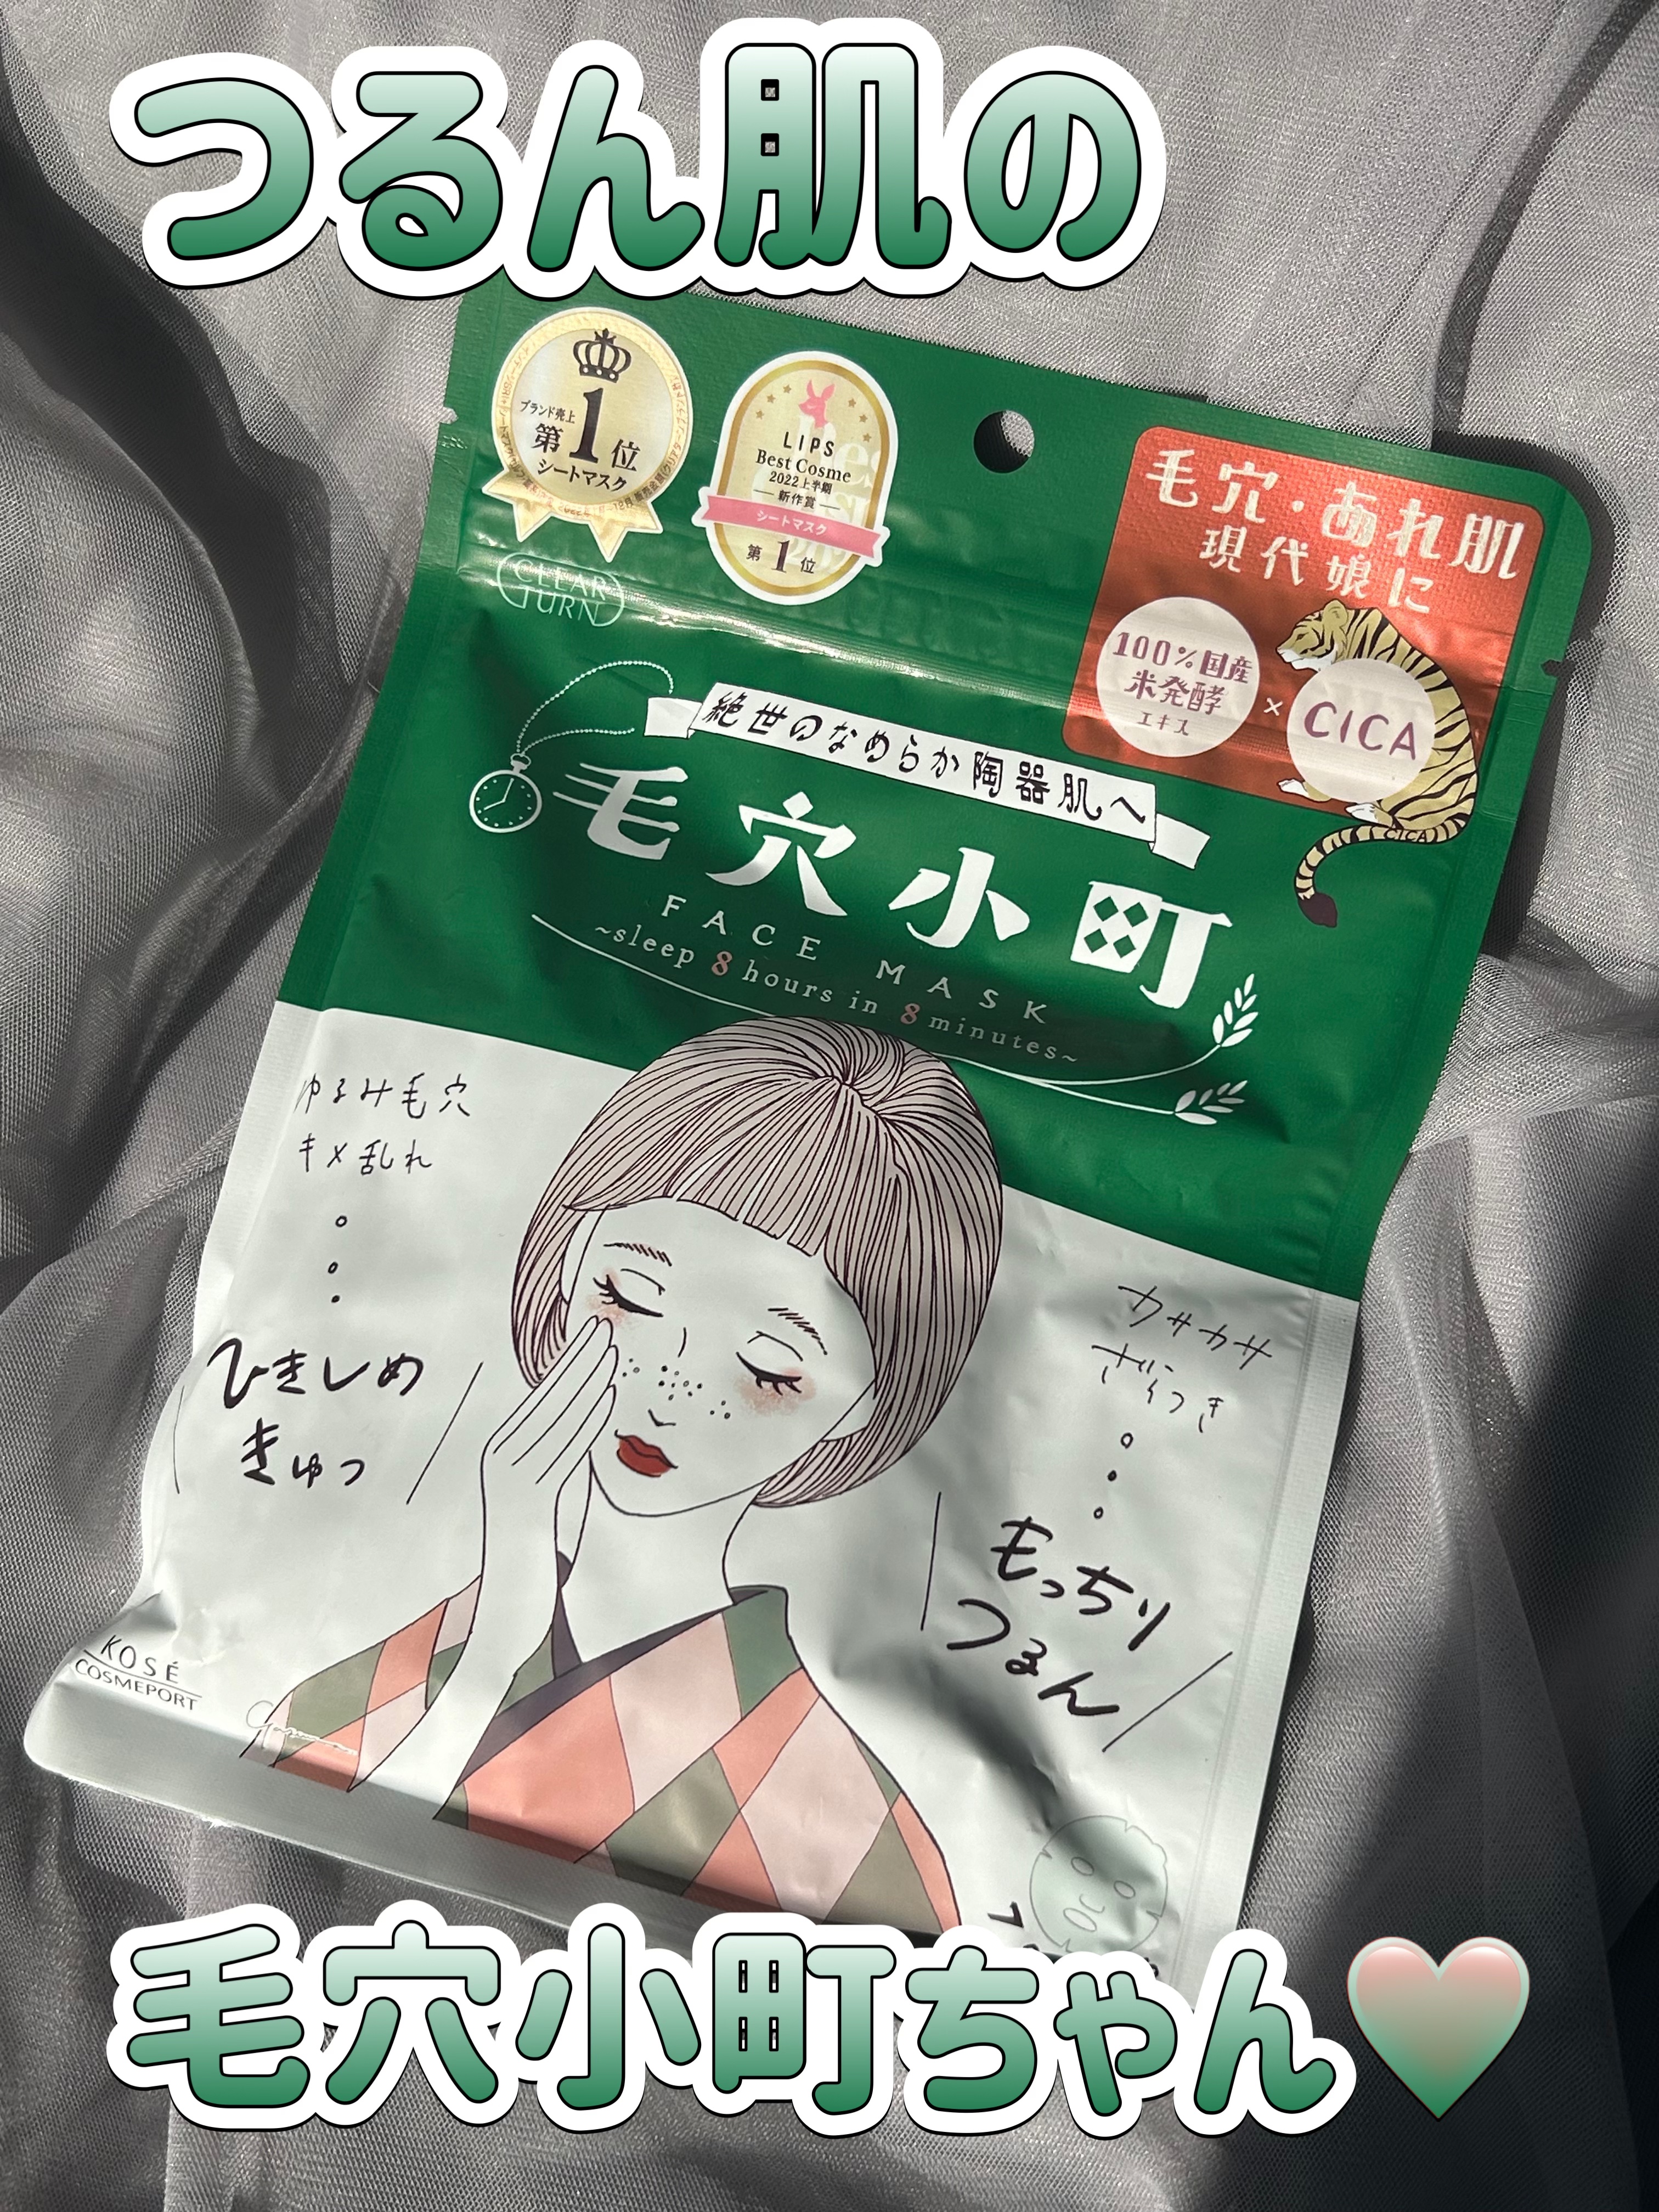 つるん肌の
ブランド売上
第1位
シートマスク
LIPS
Best Cosme
2022上半期
新作賞
シートマスク
第1位
毛穴・あれ肌
現代娘に
100%国産
米発酵
エキス
×
CICA
CICA
CLEAR
TURN
絶世のなめらか陶器肌へ
毛穴小町
FACE MASK
~sleep 8 hours in 8 minutes~
ゆるみ毛穴
キメ乱れ
ひきしめ
きゅっ
カサカサ
ざらつき
もっちり
つるん
KOSÉ
COSMEPORT
毛穴小町ちゃん